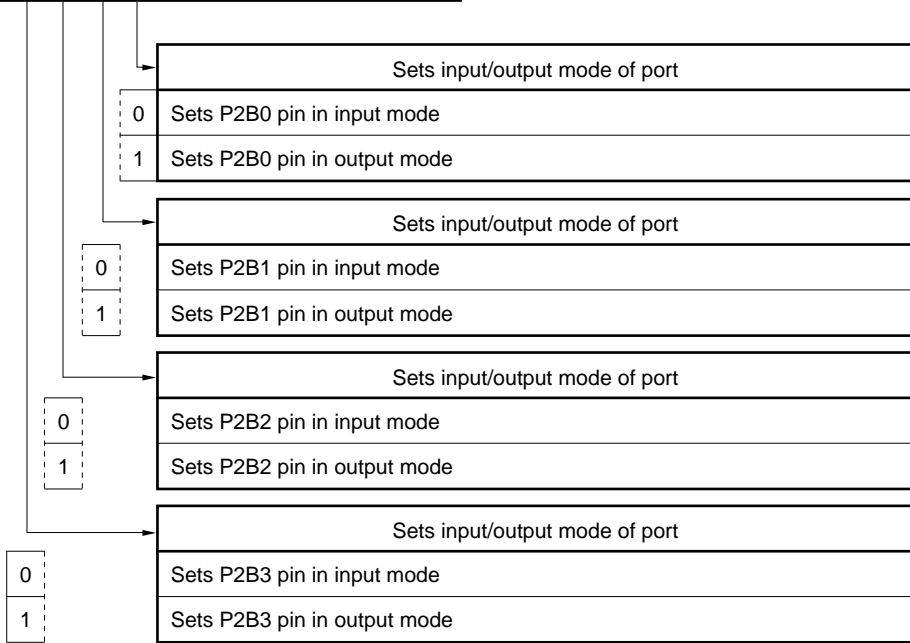 Sets input/output mode of port
0 Sets P2B0 pin in input mode
1 Sets P2B0 pin in output mode
Sets input/output mode of port
0 Sets P2B1 pin in input mode
1 Sets P2B1 pin in output mode
Sets input/output mode of port
0 Sets P2B2 pin in input mode
1 Sets P2B2 pin in output mode
Sets input/output mode of port
0 Sets P2B3 pin in input mode
1 Sets P2B3 pin in output mode